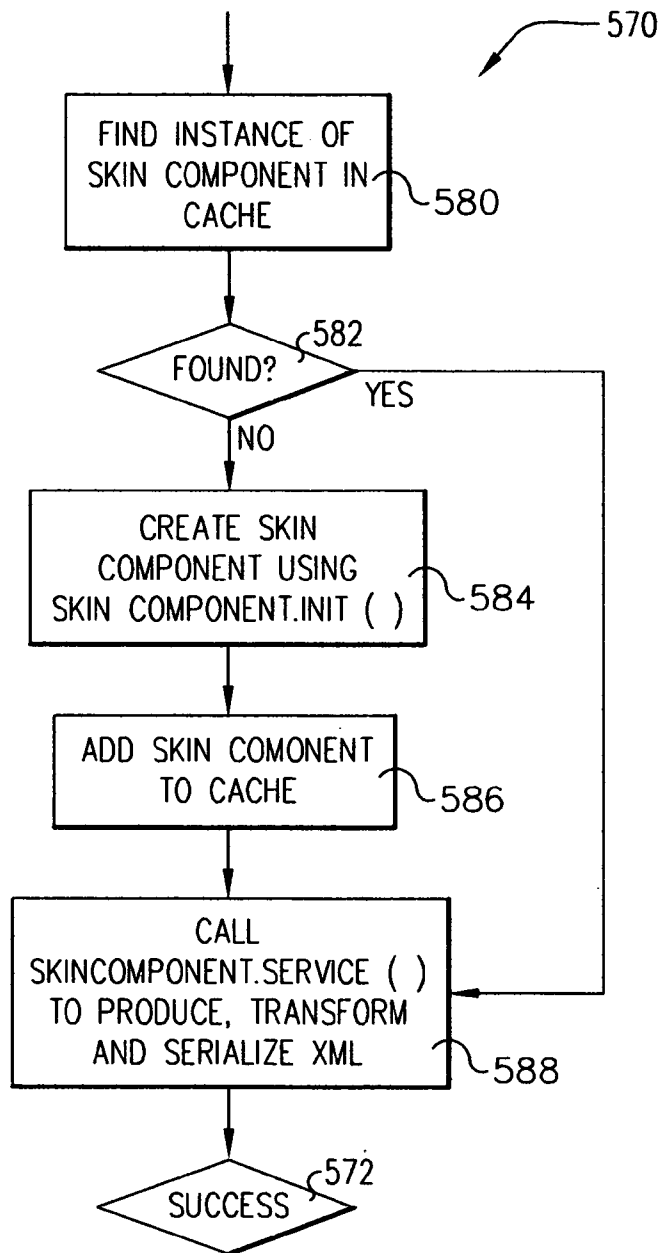 570
FIND INSTANCE OF
SKIN COMPONENT IN
CACHE
580
582
FOUND?
YES
NO
CREATE SKIN
COMPONENT USING
SKIN COMPONENT.INIT ( )
584
ADD SKIN COMONENT
TO CACHE
586
CALL
SKINCOMPONENT.SERVICE ( )
TO PRODUCE, TRANSFORM
AND SERIALIZE XML
588
572
SUCCESS